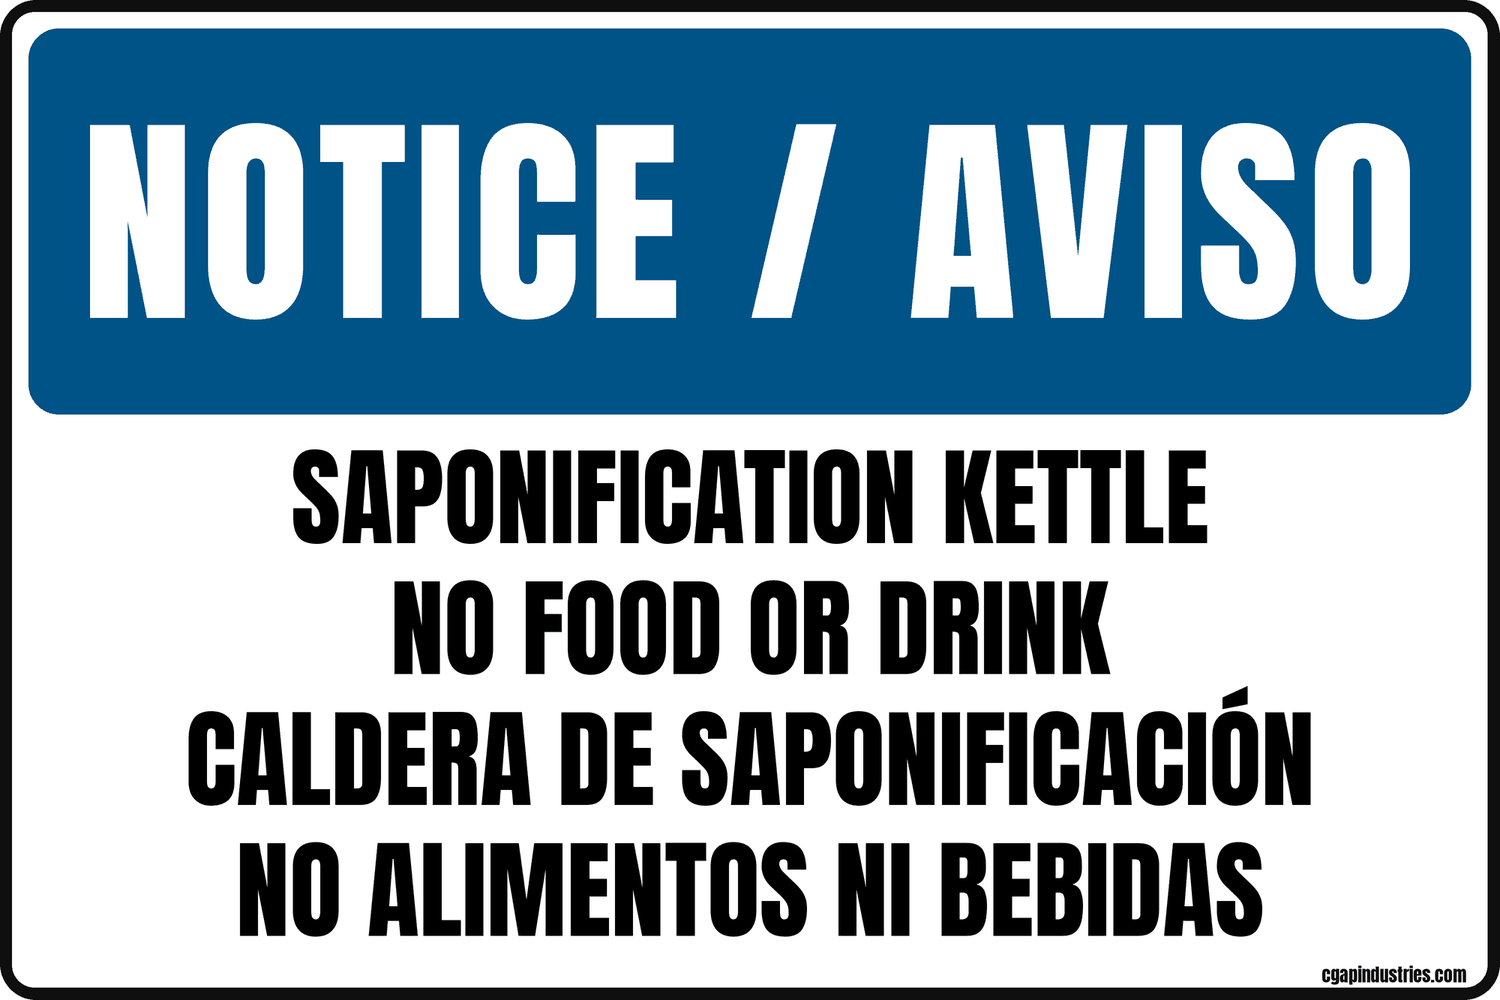 NOTICE / AVISO
SAPONIFICATION KETTLE
NO FOOD OR DRINK
CALDERA DE SAPONIFICACIÓN
NO ALIMENTOS NI BEBIDAS
cgapindustries.com